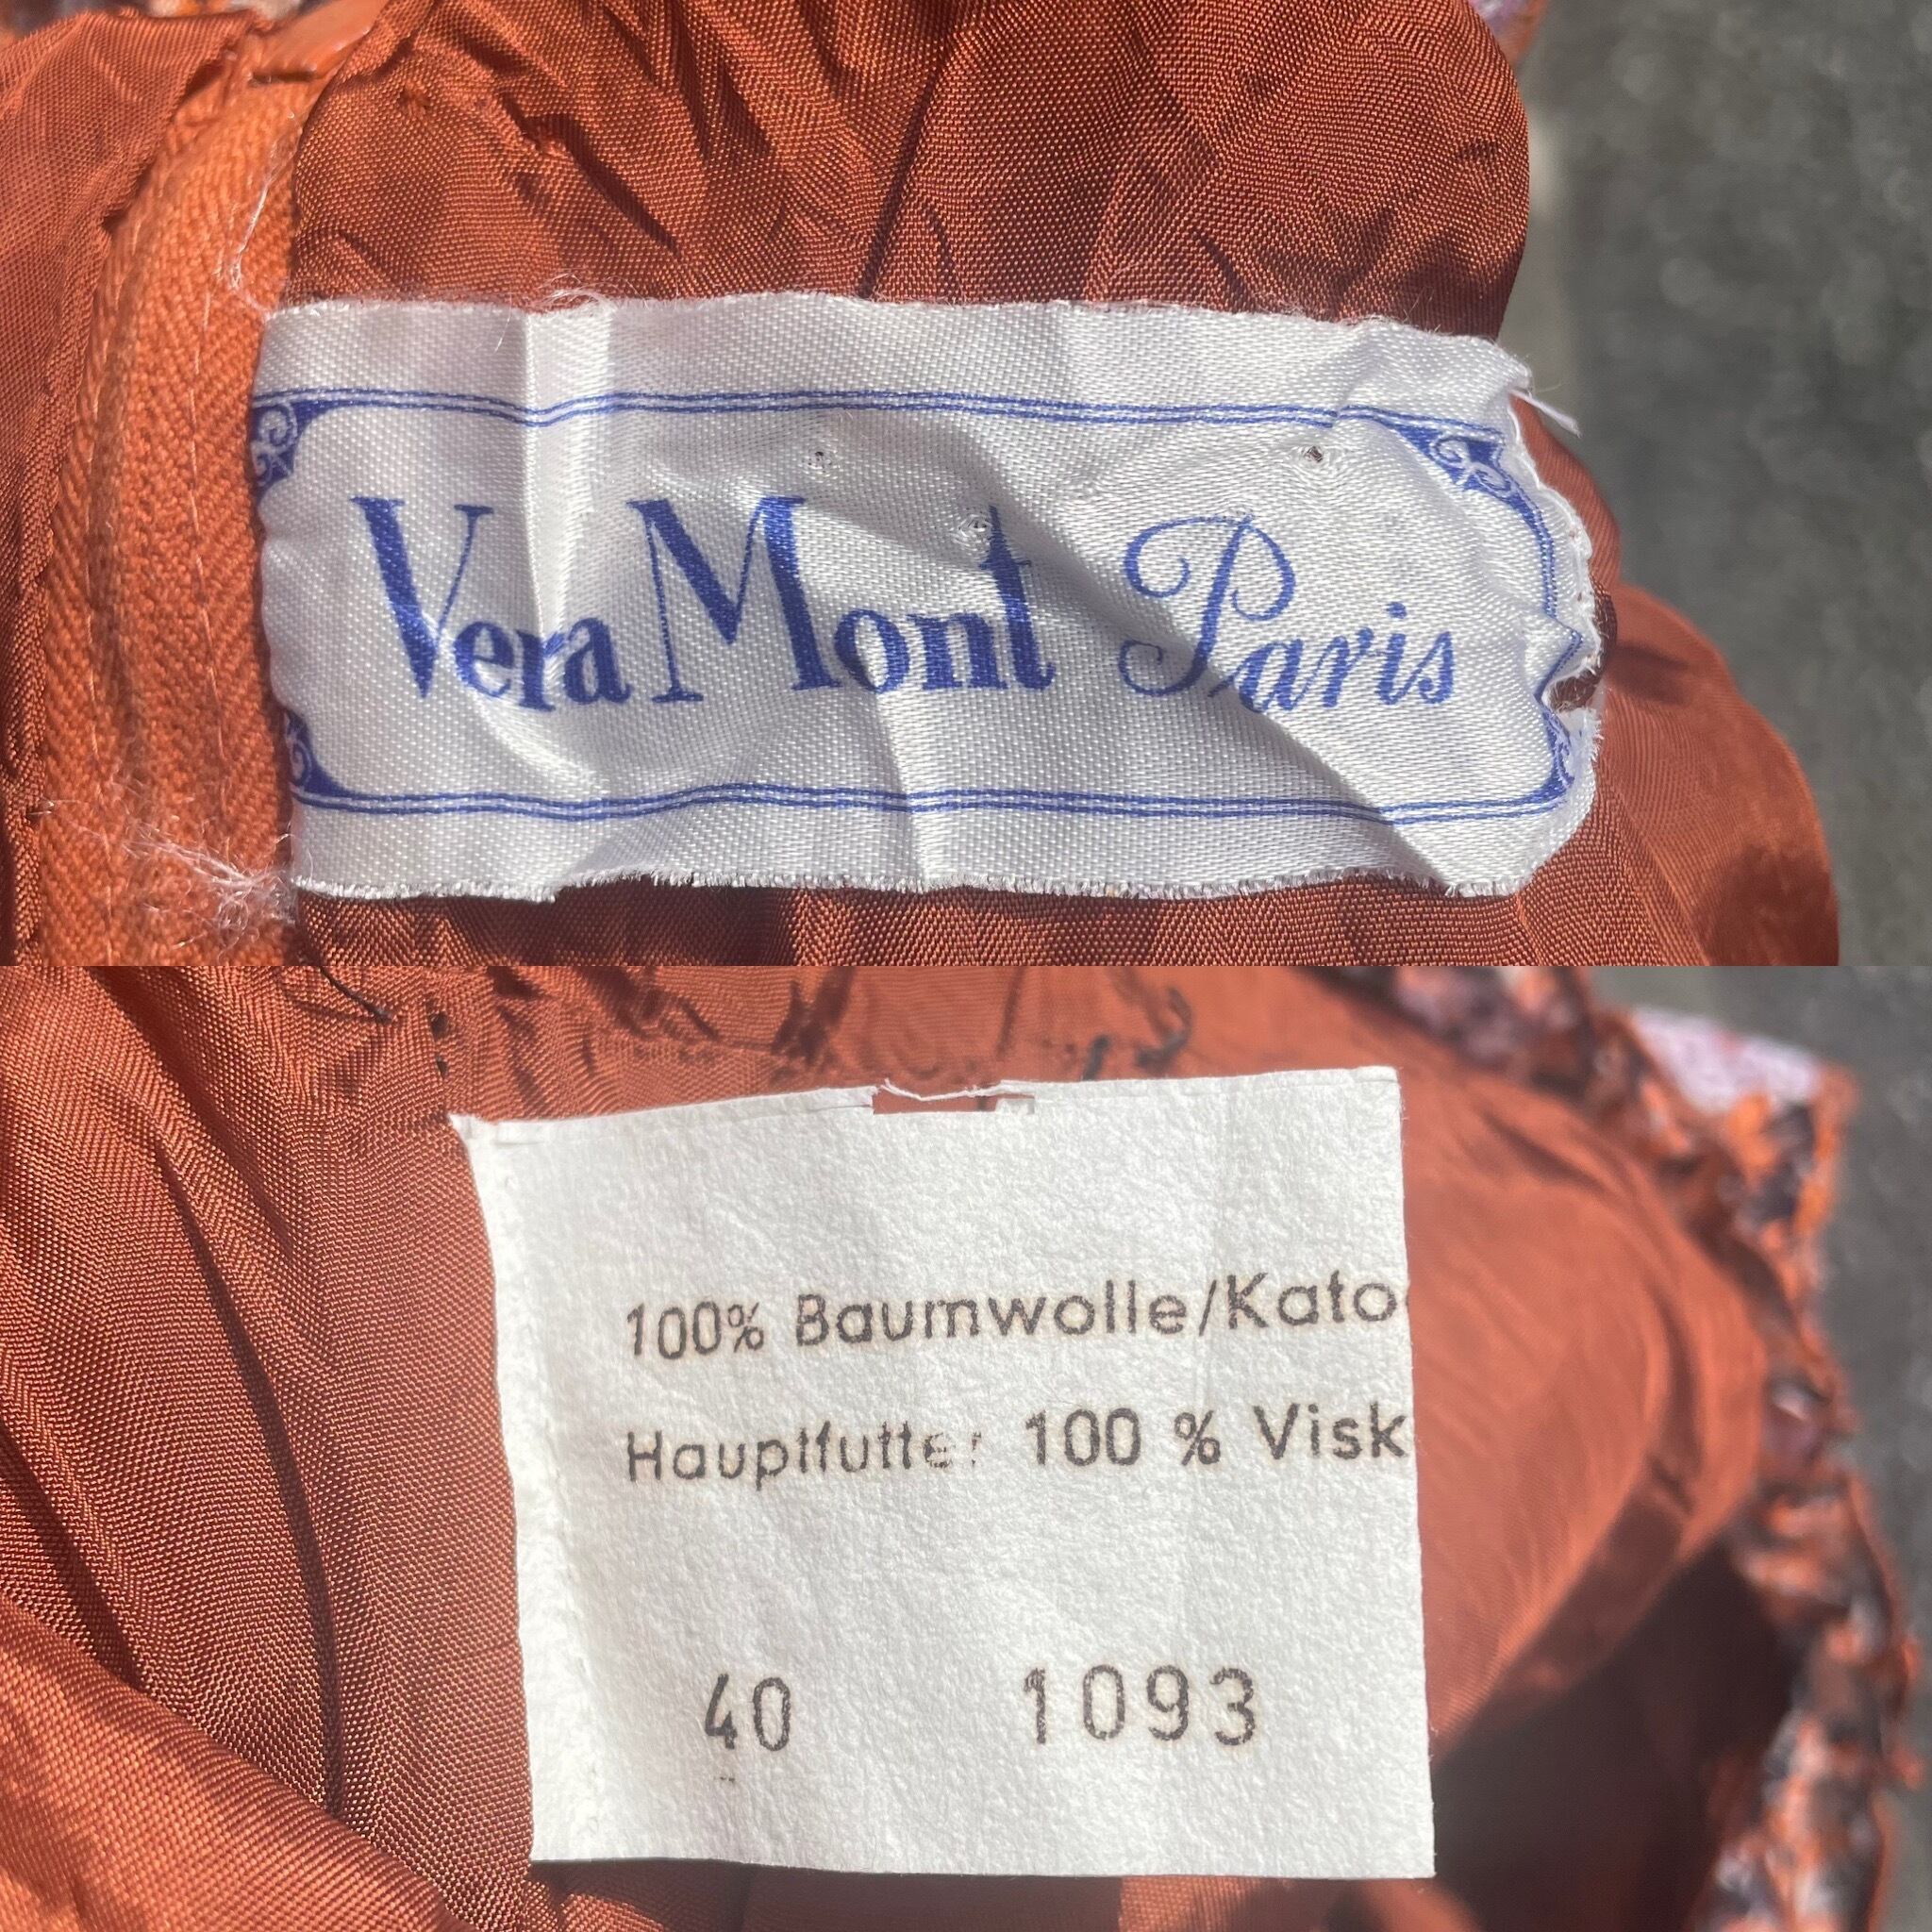 Vera Mont Paris
100% Baumwolle/Kato
Hauptfutter 100 % Visk
40 1093